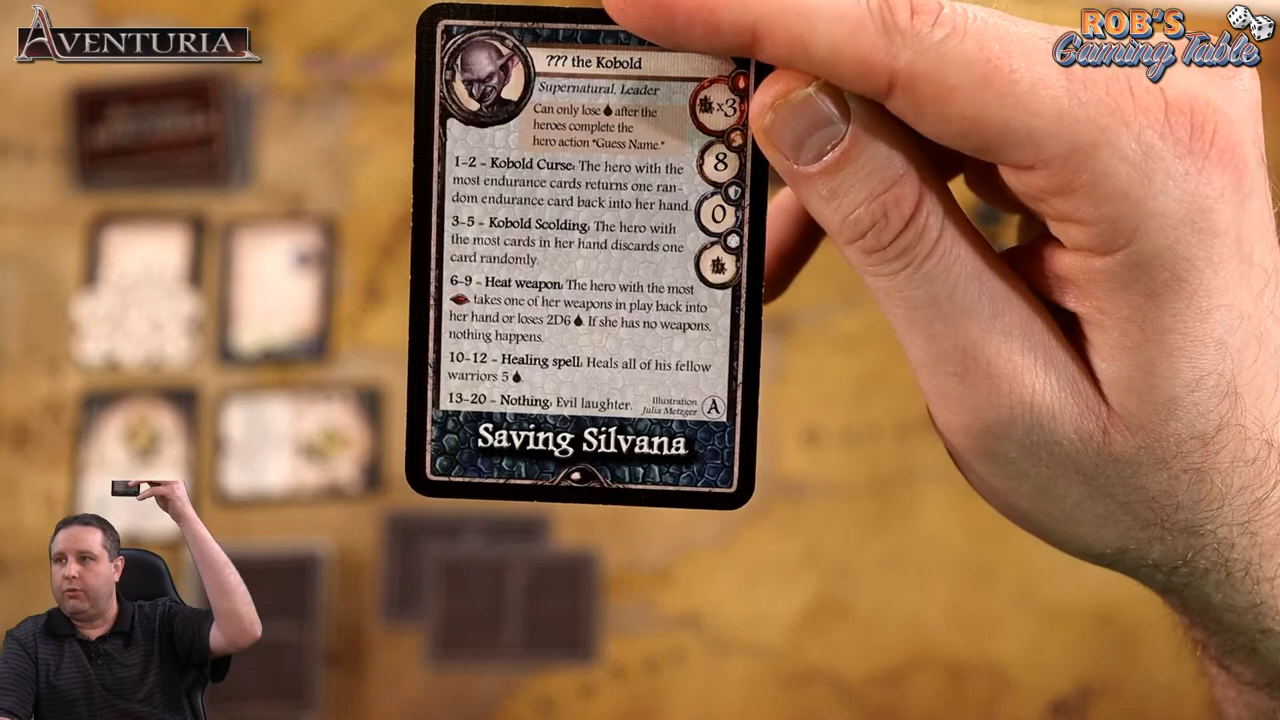 AVENTURIA
ROB'S
Gaming Table
??? the Kobold
Supernatural, Leader
Can only lose after the
heroes complete the
hero action "Guess Name."
x3
8
0
1-2 - Kobold Curse: The hero with the
most endurance cards returns one ran-
dom endurance card back into her hand.
3-5 - Kobold Scolding: The hero with
the most cards in her hand discards one
card randomly.
6-9 - Heat weapon: The hero with the most
takes one of her weapons in play back into
her hand or loses 2D6 . If she has no weapons,
nothing happens.
10-12 - Healing spell: Heals all of his fellow
warriors 5 .
13-20 - Nothing: Evil laughter.
Illustration
Julia Metzger
A
Saving Silvana